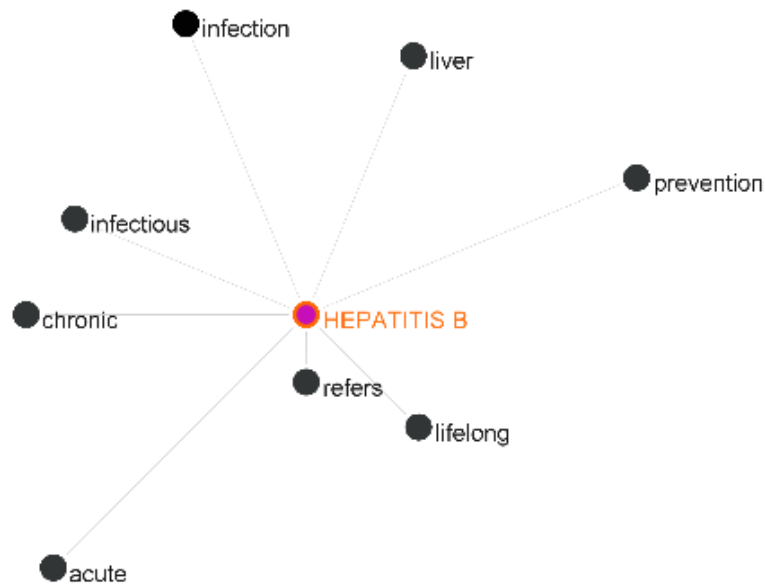 infection
liver
prevention
infectious
chronic
HEPATITIS B
refers
lifelong
acute